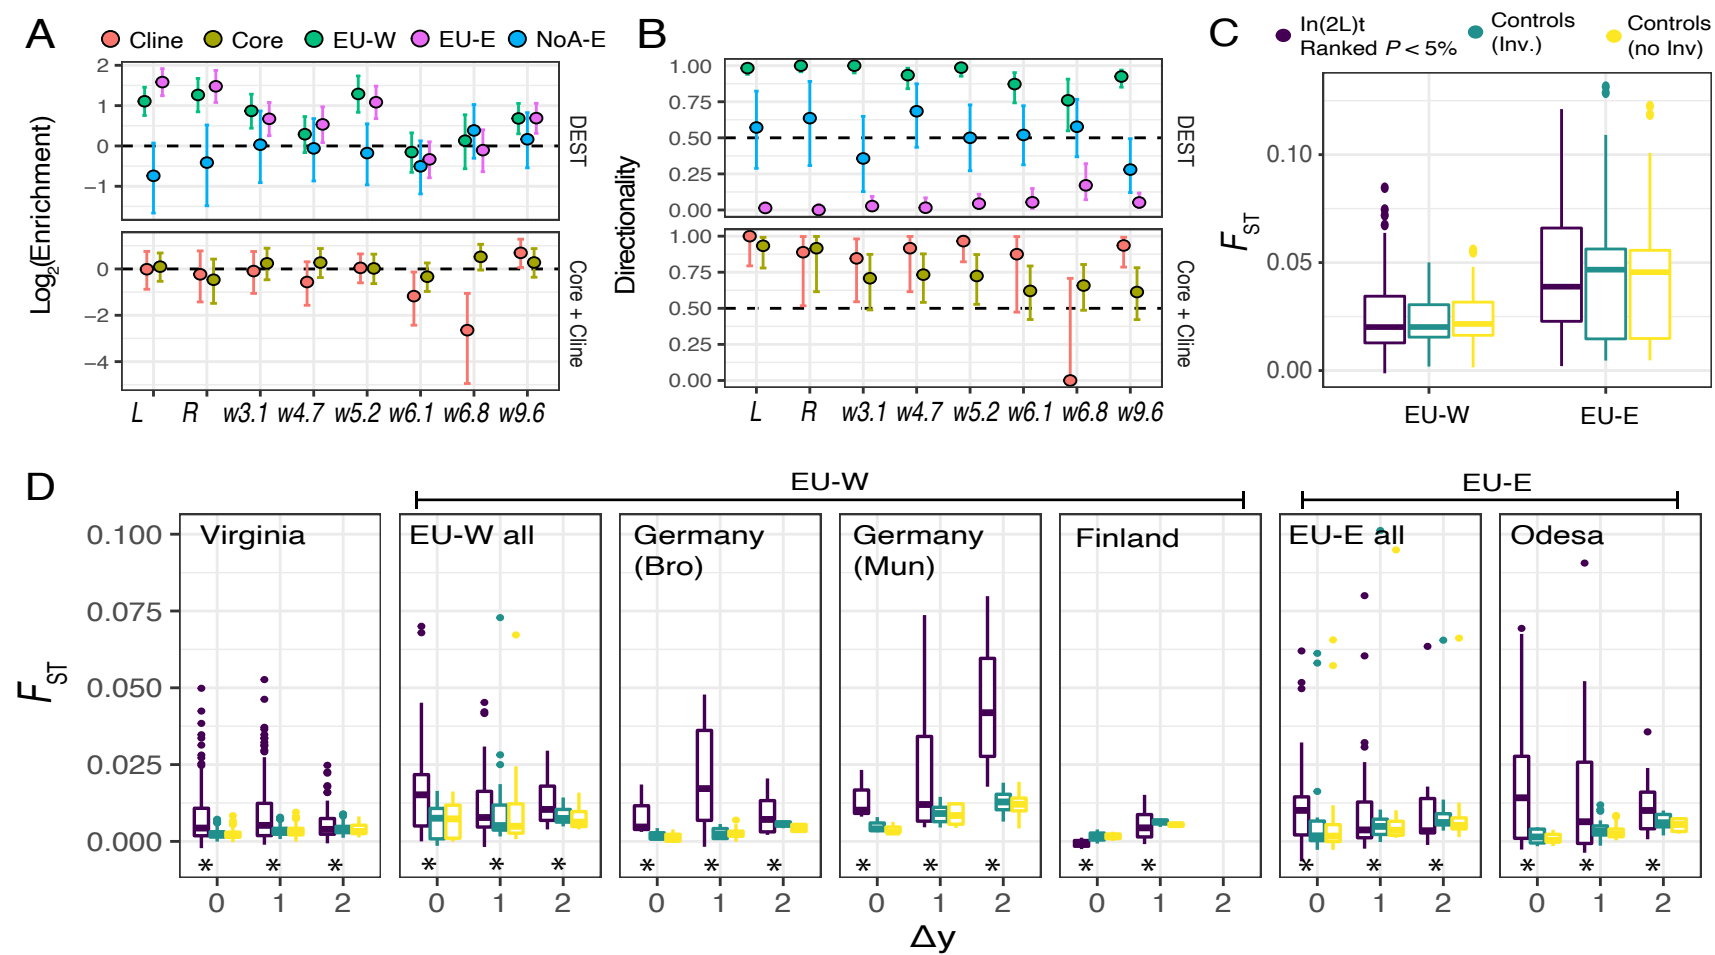 A
Cline
Core
EU-W
EU-E
NoA-E
Log2(Enrichment)
2
1
0
−1
DEST
0
−2
−4
Core + Cline
L R w3.1 w4.7 w5.2 w6.1 w6.8 w9.6
B
Directionality
1.00
0.75
0.50
0.25
0.00
DEST
1.00
0.75
0.50
0.25
0.00
Core + Cline
L R w3.1 w4.7 w5.2 w6.1 w6.8 w9.6
C
In(2L)t
Ranked P < 5%
Controls
(Inv.)
Controls
(no Inv)
FST
0.10
0.05
0.00
EU-W EU-E
D
EU-W
EU-E
FST
0.100
0.075
0.050
0.025
0.000
Virginia
* * *
0 1 2
EU-W all
* * *
0 1 2
Germany
(Bro)
* * *
0 1 2
Germany
(Mun)
* * *
0 1 2
Finland
* *
0 1 2
EU-E all
* * *
0 1 2
Odesa
* * *
0 1 2
Δy